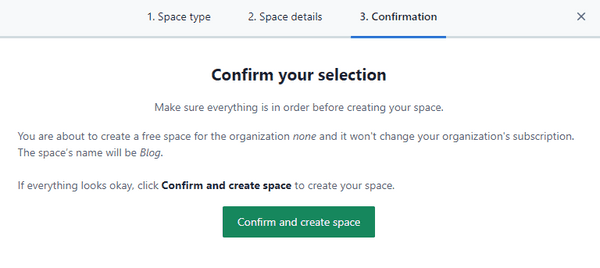 1. Space type 2. Space details 3. Confirmation
Confirm your selection
Make sure everything is in order before creating your space.
You are about to create a free space for the organization none and it won't change your organization's subscription.
The space's name will be Blog.
If everything looks okay, click Confirm and create space to create your space.
Confirm and create space